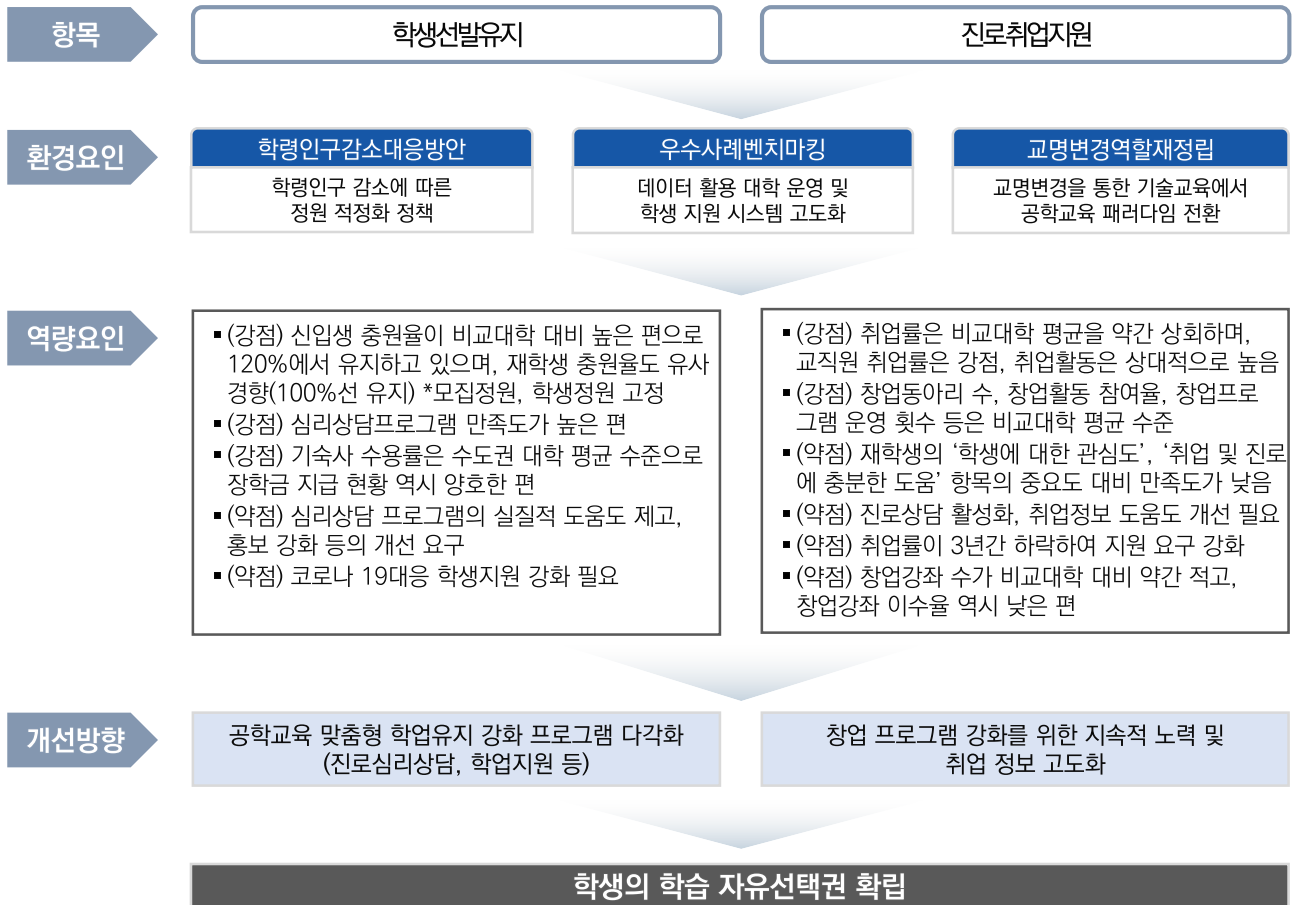 항목
학생선발유지
진로취업지원
환경요인
학령인구감소대응방안
학령인구 감소에 따른
정원 적정화 정책
우수사례벤치마킹
데이터 활용 대학 운영 및
학생 지원 시스템 고도화
교명변경역할재정립
교명변경을 통한 기술교육에서
공학교육 패러다임 전환
역량요인
▪ (강점) 신입생 충원율이 비교대학 대비 높은 편으로
120%에서 유지하고 있으며, 재학생 충원율도 유사
경향(100%선 유지) *모집정원, 학생정원 고정
▪ (강점) 심리상담프로그램 만족도가 높은 편
▪ (강점) 기숙사 수용률은 수도권 대학 평균 수준으로
장학금 지급 현황 역시 양호한 편
▪ (약점) 심리상담 프로그램의 실질적 도움도 제고,
홍보 강화 등의 개선 요구
▪ (약점) 코로나 19대응 학생지원 강화 필요
▪ (강점) 취업률은 비교대학 평균을 약간 상회하며,
교직원 취업률은 강점, 취업활동은 상대적으로 높음
▪ (강점) 창업동아리 수, 창업활동 참여율, 창업프로
그램 운영 횟수 등은 비교대학 평균 수준
▪ (약점) 재학생의 ‘학생에 대한 관심도’, ‘취업 및 진로
에 충분한 도움’ 항목의 중요도 대비 만족도가 낮음
▪ (약점) 진로상담 활성화, 취업정보 도움도 개선 필요
▪ (약점) 취업률이 3년간 하락하여 지원 요구 강화
▪ (약점) 창업강좌 수가 비교대학 대비 약간 적고,
창업강좌 이수율 역시 낮은 편
개선방향
공학교육 맞춤형 학업유지 강화 프로그램 다각화
(진로심리상담, 학업지원 등)
창업 프로그램 강화를 위한 지속적 노력 및
취업 정보 고도화
학생의 학습 자유선택권 확립